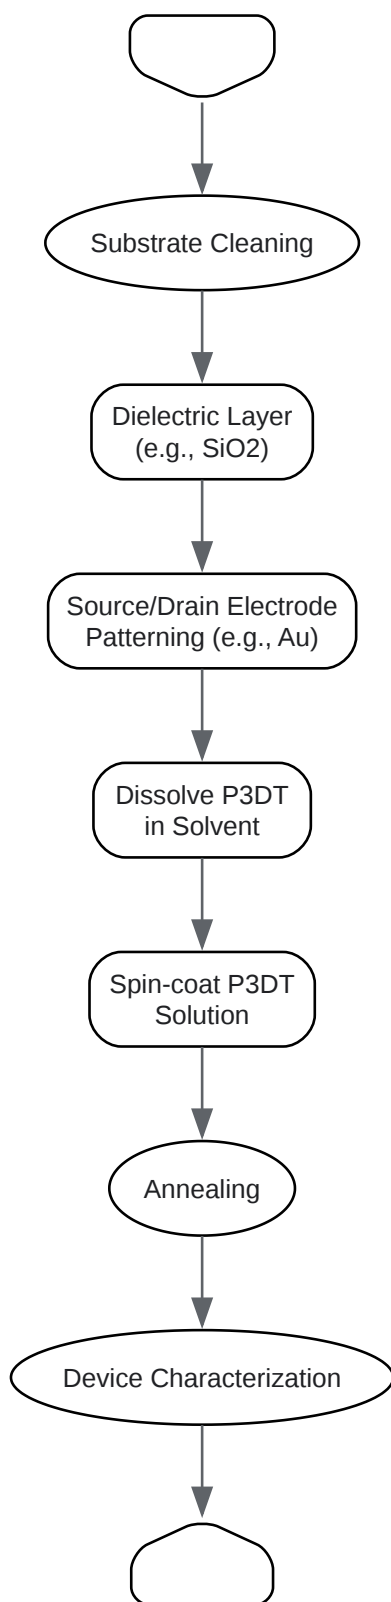 Substrate Cleaning
Dielectric Layer
(e.g., SiO2)
Source/Drain Electrode
Patterning (e.g., Au)
Dissolve P3DT
in Solvent
Spin-coat P3DT
Solution
Annealing
Device Characterization